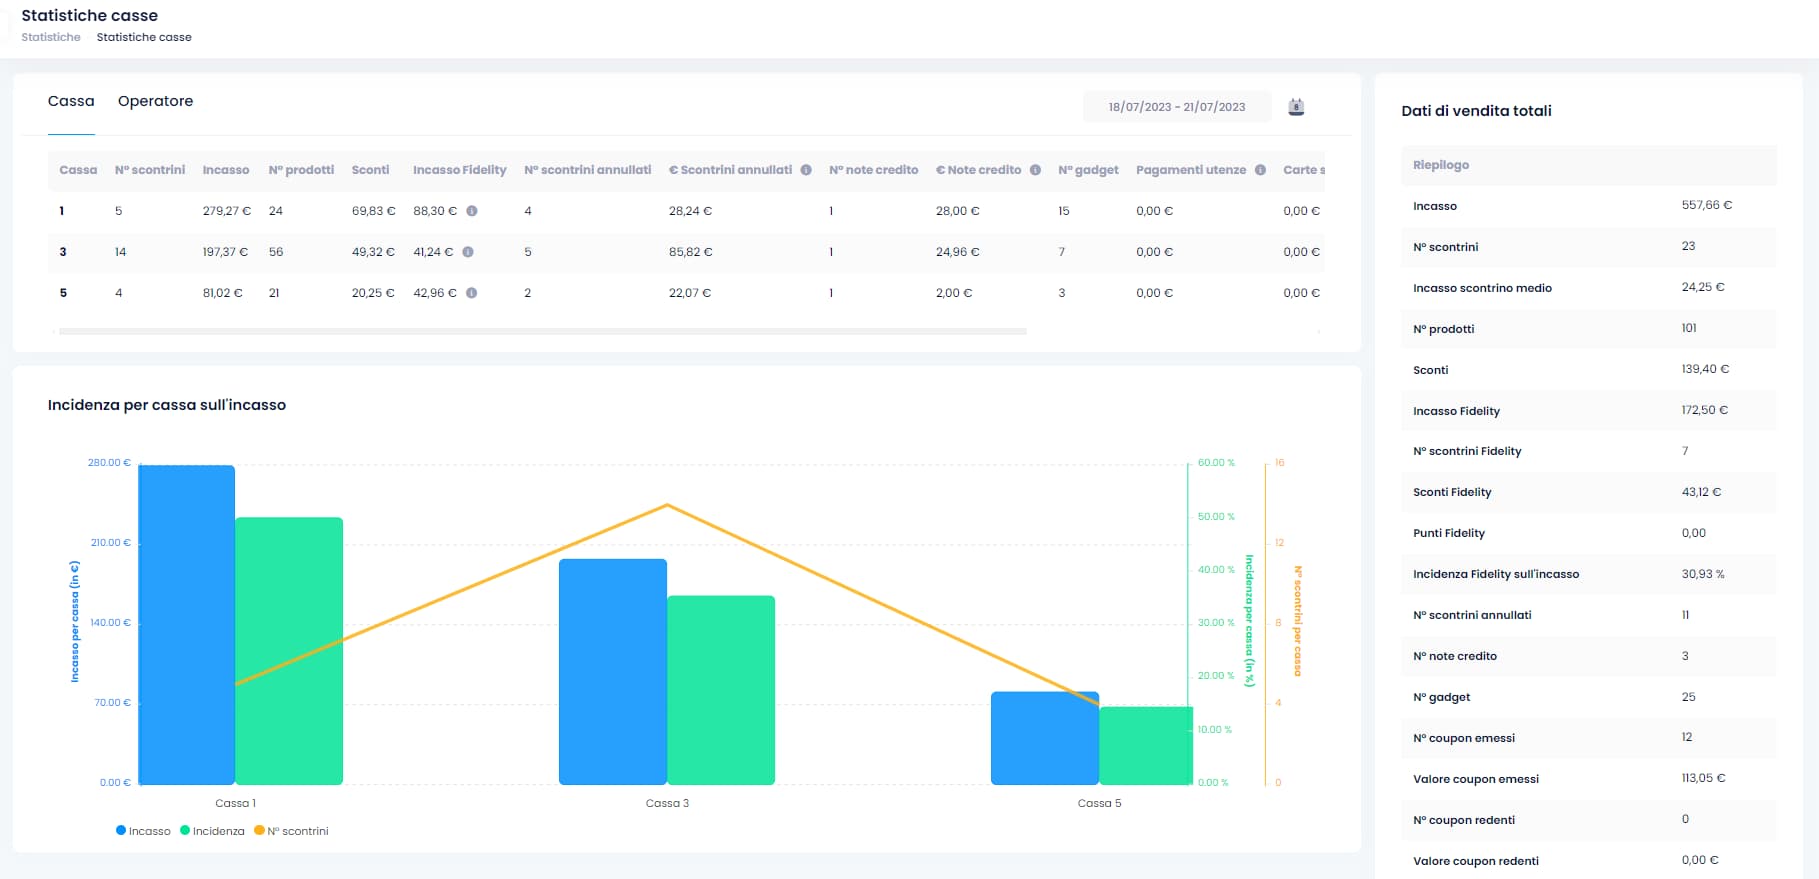 Statistiche casse
Statistiche Statistiche casse
Cassa Operatore
18/07/2023 - 21/07/2023
8
Cassa N° scontrini Incasso N° prodotti Sconti Incasso Fidelity N° scontrini annullati € Scontrini annullati N° note credito € Note credito N° gadget Pagamenti utenze Carte s
1 5 279,27 € 24 69,83 € 88,30 € 4 28,24 € 1 28,00 € 15 0,00 € 0,00 €
3 14 197,37 € 56 49,32 € 41,24 € 5 85,82 € 1 24,96 € 7 0,00 € 0,00 €
5 4 81,02 € 21 20,25 € 42,96 € 2 22,07 € 1 2,00 € 3 0,00 € 0,00 €
Incidenza per cassa sull'incasso
Incasso per cassa (in €)
280.00 €
210.00 €
140.00 €
70.00 €
0.00 €
60.00 %
50.00 %
40.00 %
30.00 %
20.00 %
10.00 %
0.00 %
Incidenza per cassa (in %)
16
12
8
4
0
N° scontrini per cassa
Cassa 1 Cassa 3 Cassa 5
Incasso Incidenza N° scontrini
Dati di vendita totali
Riepilogo
Incasso 557,66 €
N° scontrini 23
Incasso scontrino medio 24,25 €
N° prodotti 101
Sconti 139,40 €
Incasso Fidelity 172,50 €
N° scontrini Fidelity 7
Sconti Fidelity 43,12 €
Punti Fidelity 0,00
Incidenza Fidelity sull'incasso 30,93 %
N° scontrini annullati 11
N° note credito 3
N° gadget 25
N° coupon emessi 12
Valore coupon emessi 113,05 €
N° coupon redenti 0
Valore coupon redenti 0,00 €